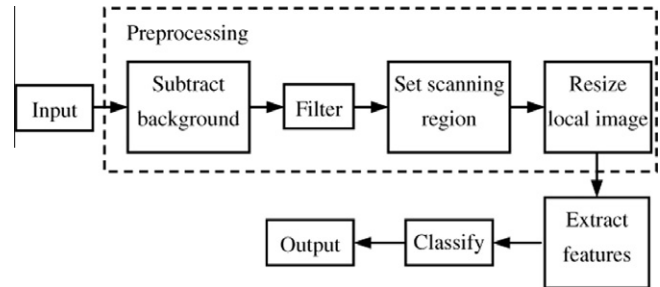 Preprocessing
Input
Subtract
background
Filter
Set scanning
region
Resize
local image
Extract
features
Classify
Output